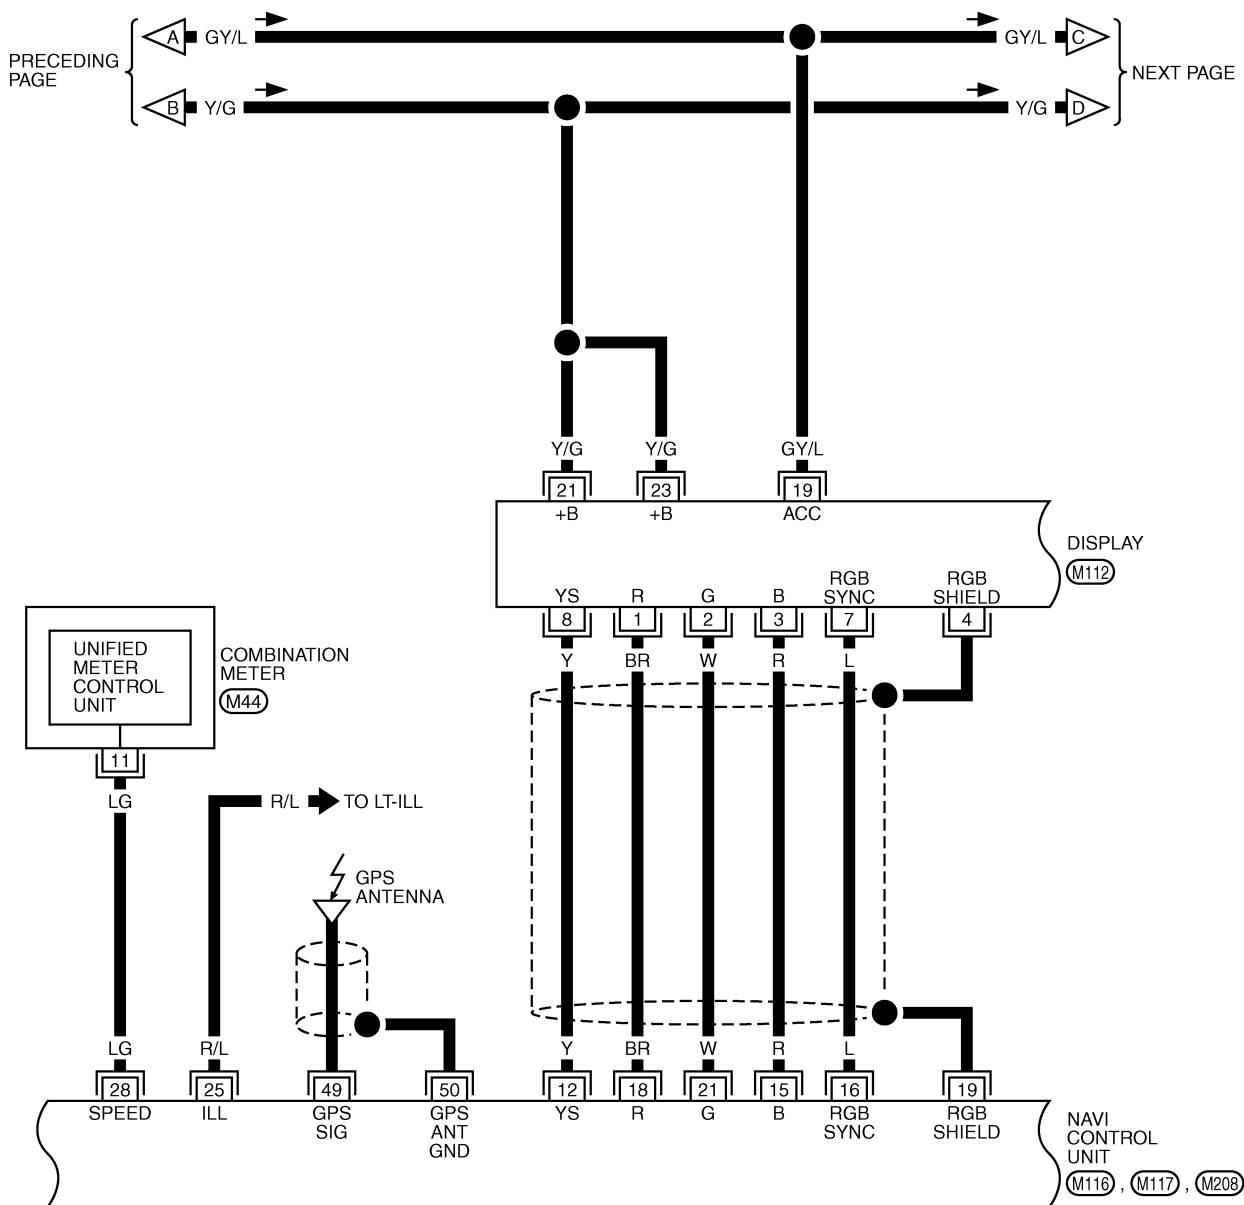 A GY/L GY/L C
PRECEDING
PAGE
NEXT PAGE
B Y/G Y/G D
Y/G Y/G GY/L
21 23 19
+B +B ACC
DISPLAY
M112
YS R G B RGB
SYNC RGB
SHIELD
8 1 2 3 7 4
Y BR W R L
UNIFIED
METER
CONTROL
UNIT
COMBINATION
METER
M44
11
LG
R/L TO LT-ILL
GPS
ANTENNA
LG R/L Y BR W R L
28 25 49 50 12 18 21 15 16 19
SPEED ILL GPS
SIG GPS
ANT
GND YS R G B RGB
SYNC RGB
SHIELD
NAVI
CONTROL
UNIT
M116 , M117 , M208